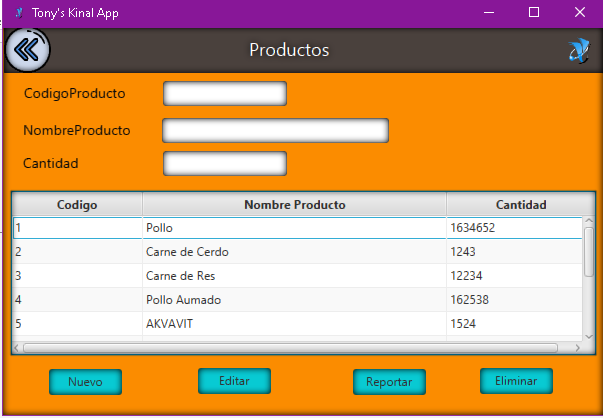 Tony's Kinal App
Productos
CodigoProducto
NombreProducto
Cantidad
Codigo Nombre Producto Cantidad
1 Pollo 1634652
2 Carne de Cerdo 1243
3 Carne de Res 12234
4 Pollo Aumado 162538
5 AKVAVIT 1524
Nuevo Editar Reportar Eliminar